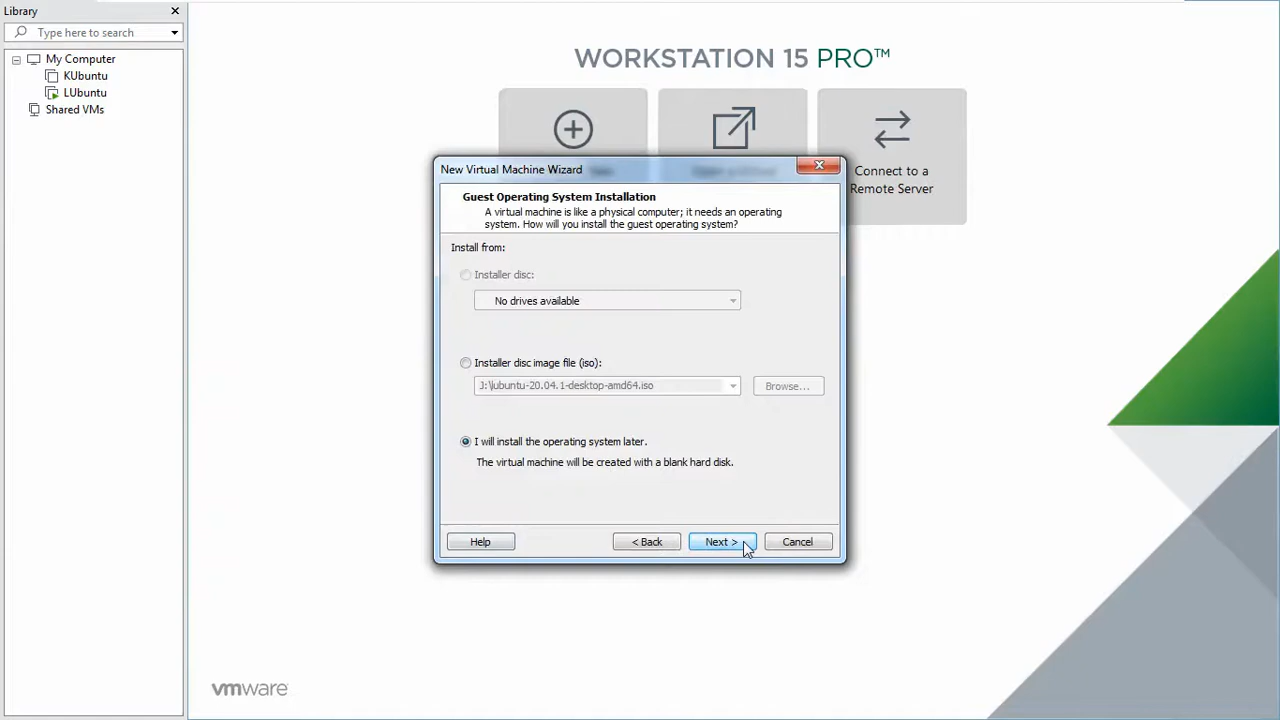 Library
Type here to search
My Computer
KUbuntu
LUbuntu
Shared VMs
WORKSTATION 15 PRO™
Connect to a
Remote Server
New Virtual Machine Wizard
Guest Operating System Installation
A virtual machine is like a physical computer; it needs an operating
system. How will you install the guest operating system?
Install from:
Installer disc:
No drives available
Installer disc image file (iso):
J:\lubuntu-20.04.1-desktop-amd64.iso
Browse...
I will install the operating system later.
The virtual machine will be created with a blank hard disk.
Help
< Back
Next >
Cancel
vmware